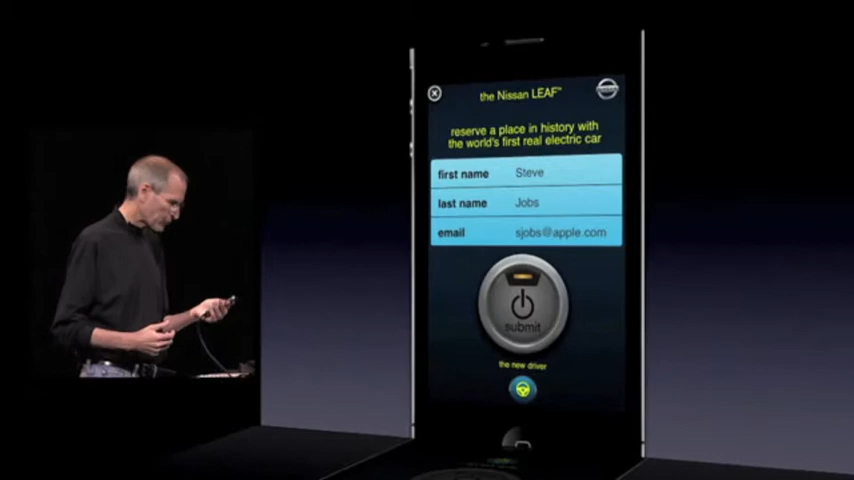 the Nissan LEAF™
NISSAN
reserve a place in history with
the world's first real electric car
first name Steve
last name Jobs
email sjobs@apple.com
submit
the new driver